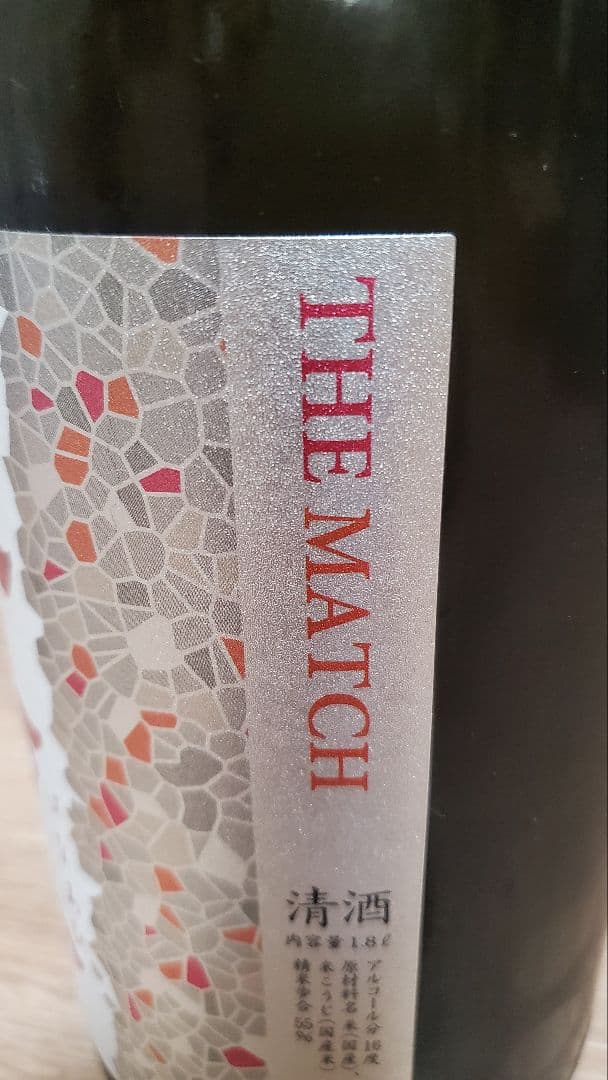 THE MATCH
清酒
内容量 1.8ℓ
アルコール分 16度
原材料名 米(国産)、
米こうじ(国産米)
精米歩合 55%